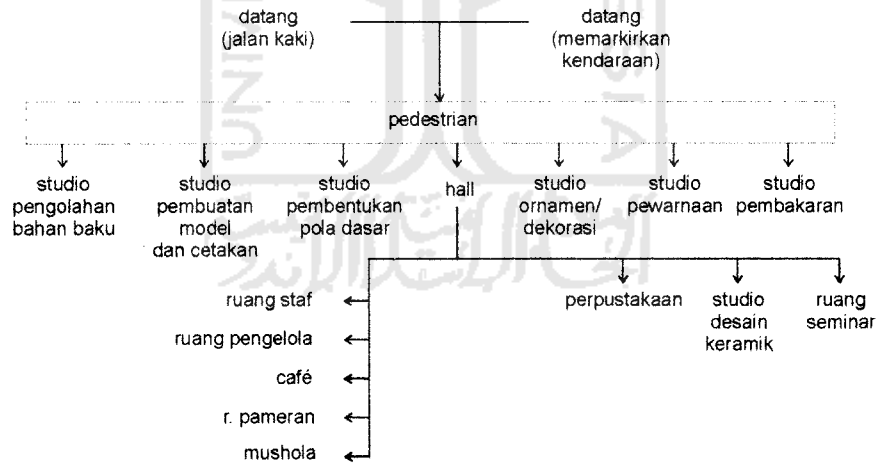 datang
(jalan kaki)
datang
(memarkirkan
kendaraan)
pedestrian
studio
pengolahan
bahan baku
studio
pembuatan
model
dan cetakan
studio
pembentukan
pola dasar
hall
studio
ornamen/
dekorasi
studio
pewarnaan
studio
pembakaran
ruang staf
ruang pengelola
café
r. pameran
mushola
perpustakaan
studio
desain
keramik
ruang
seminar